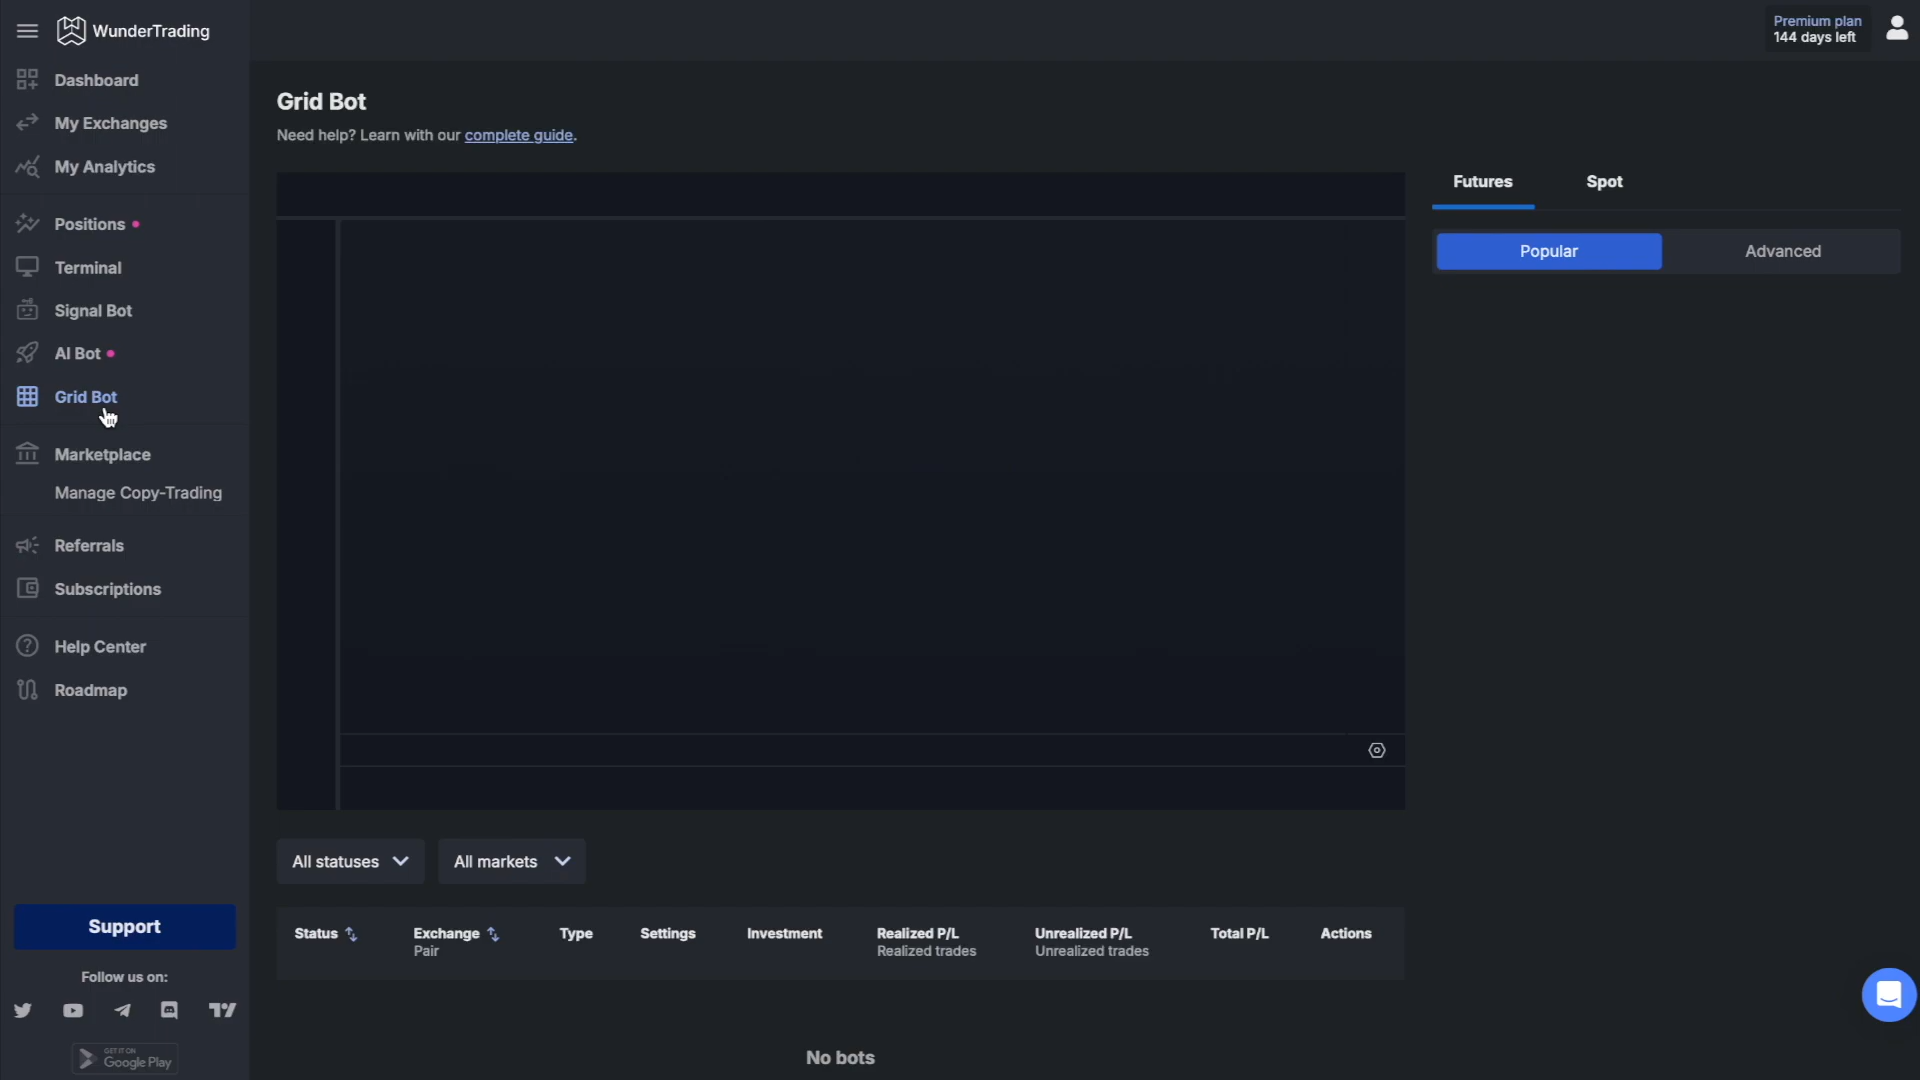 WunderTrading
Premium plan
144 days left
Dashboard
My Exchanges
My Analytics
Positions
Terminal
Signal Bot
AI Bot
Grid Bot
Marketplace
Manage Copy-Trading
Referrals
Subscriptions
Help Center
Roadmap
Support
Follow us on:
GET IT ON
Google Play
Grid Bot
Need help? Learn with our complete guide.
Futures
Spot
Popular
Advanced
All statuses
All markets
Status
Exchange
Pair
Type
Settings
Investment
Realized P/L
Realized trades
Unrealized P/L
Unrealized trades
Total P/L
Actions
No bots